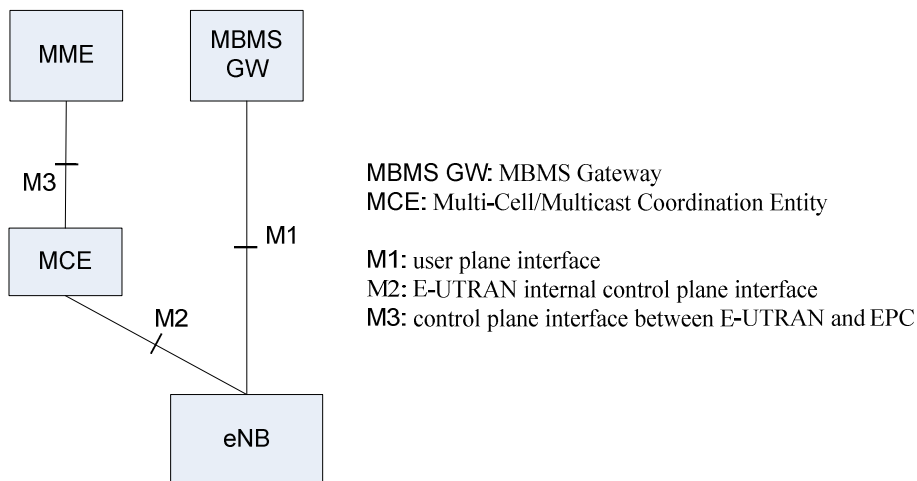 MME
MBMS
GW
M3
M1
MCE
M2
eNB
MBMS GW: MBMS Gateway
MCE: Multi-Cell/Multicast Coordination Entity
M1: user plane interface
M2: E-UTRAN internal control plane interface
M3: control plane interface between E-UTRAN and EPC